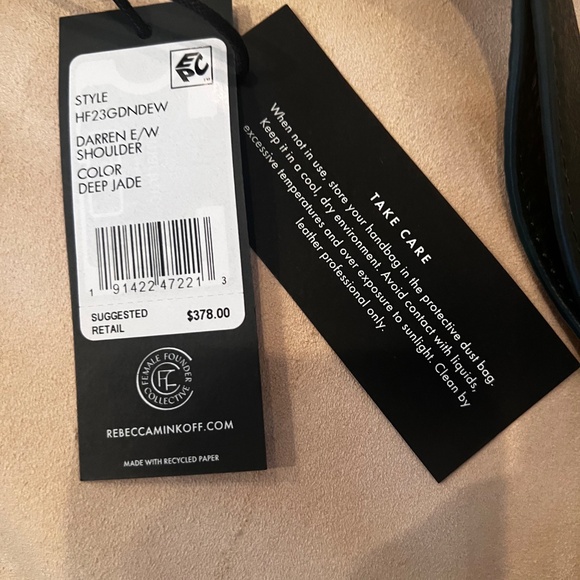 EPC
STYLE
HF23GDNDEW
DARREN E/W
SHOULDER
COLOR
DEEP JADE
1 91422 47221 3
SUGGESTED
RETAIL $378.00
FEMALE FOUNDER
COLLECTIVE
REBECCAMINKOFF.COM
MADE WITH RECYCLED PAPER
TAKE CARE
When not in use, store your handbag in the protective dust bag.
Keep it in a cool, dry environment. Avoid contact with liquids,
excessive temperatures and over exposure to sunlight. Clean by
leather professional only.